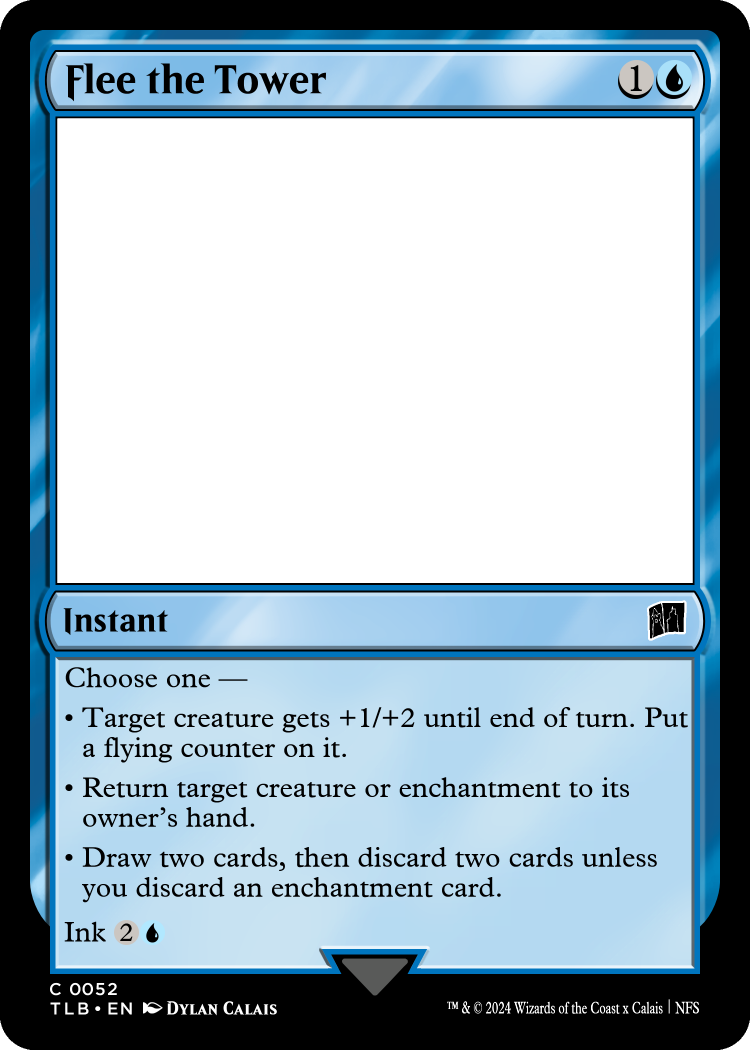 Flee the Tower 1
Instant
Choose one —
• Target creature gets +1/+2 until end of turn. Put
a flying counter on it.
• Return target creature or enchantment to its
owner's hand.
• Draw two cards, then discard two cards unless
you discard an enchantment card.
Ink 2
C 0052
TLB • EN Dylan Calais
™ & © 2024 Wizards of the Coast x Calais | NFS